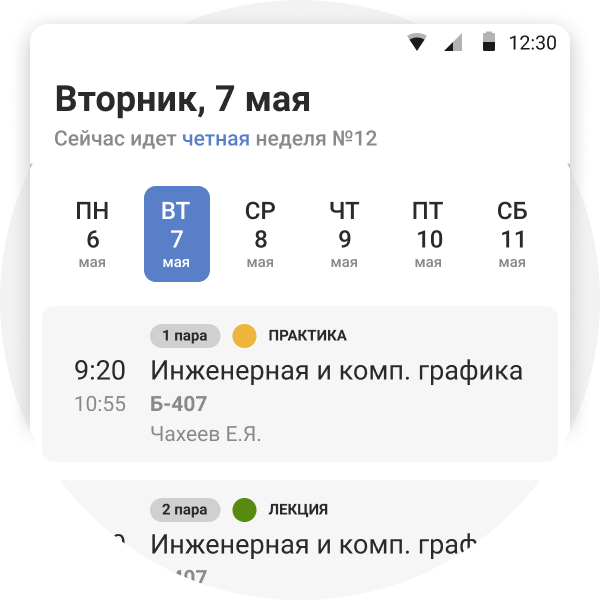 12:30
Вторник, 7 мая
Сейчас идет четная неделя №12
ПН ВТ СР ЧТ ПТ СБ
6 7 8 9 10 11
мая мая мая мая мая мая
1 пара ПРАКТИКА
9:20 Инженерная и комп. графика
10:55 Б-407
Чахеев Е.Я.
2 пара ЛЕКЦИЯ
Инженерная и комп.